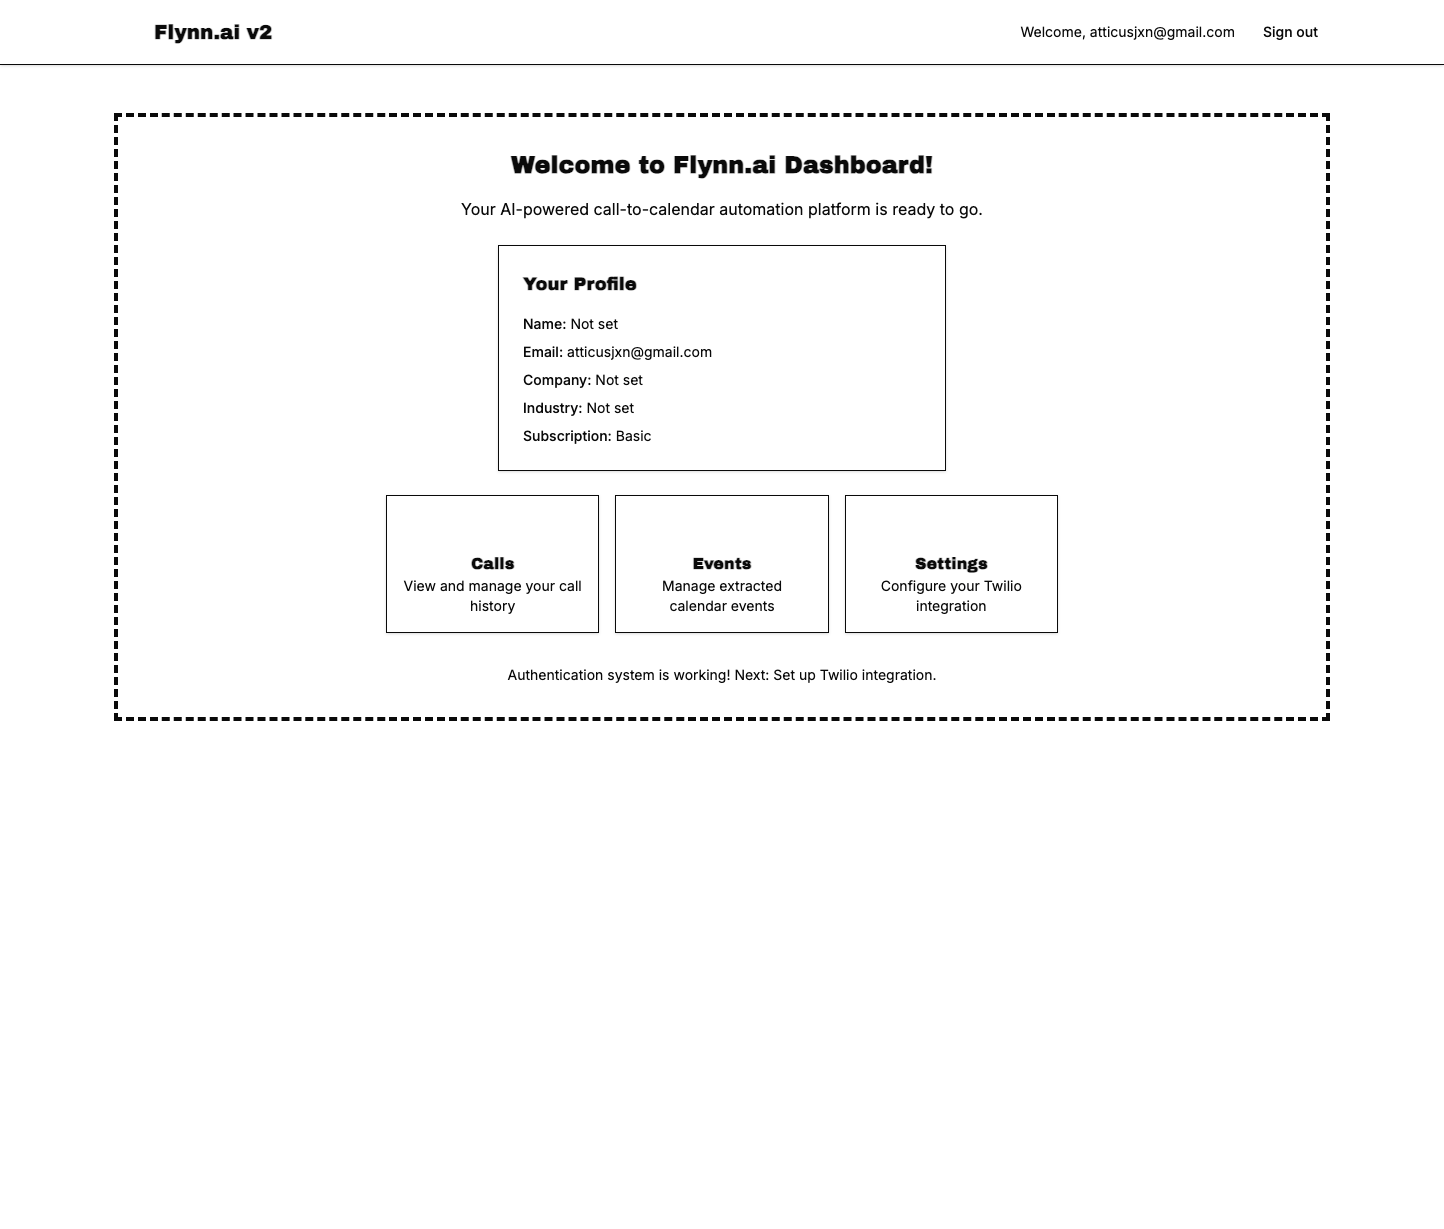 Flynn.ai v2
Welcome, atticusjxn@gmail.com
Sign out
Welcome to Flynn.ai Dashboard!
Your AI-powered call-to-calendar automation platform is ready to go.
Your Profile
Name: Not set
Email: atticusjxn@gmail.com
Company: Not set
Industry: Not set
Subscription: Basic
Calls
View and manage your call
history
Events
Manage extracted
calendar events
Settings
Configure your Twilio
integration
Authentication system is working! Next: Set up Twilio integration.